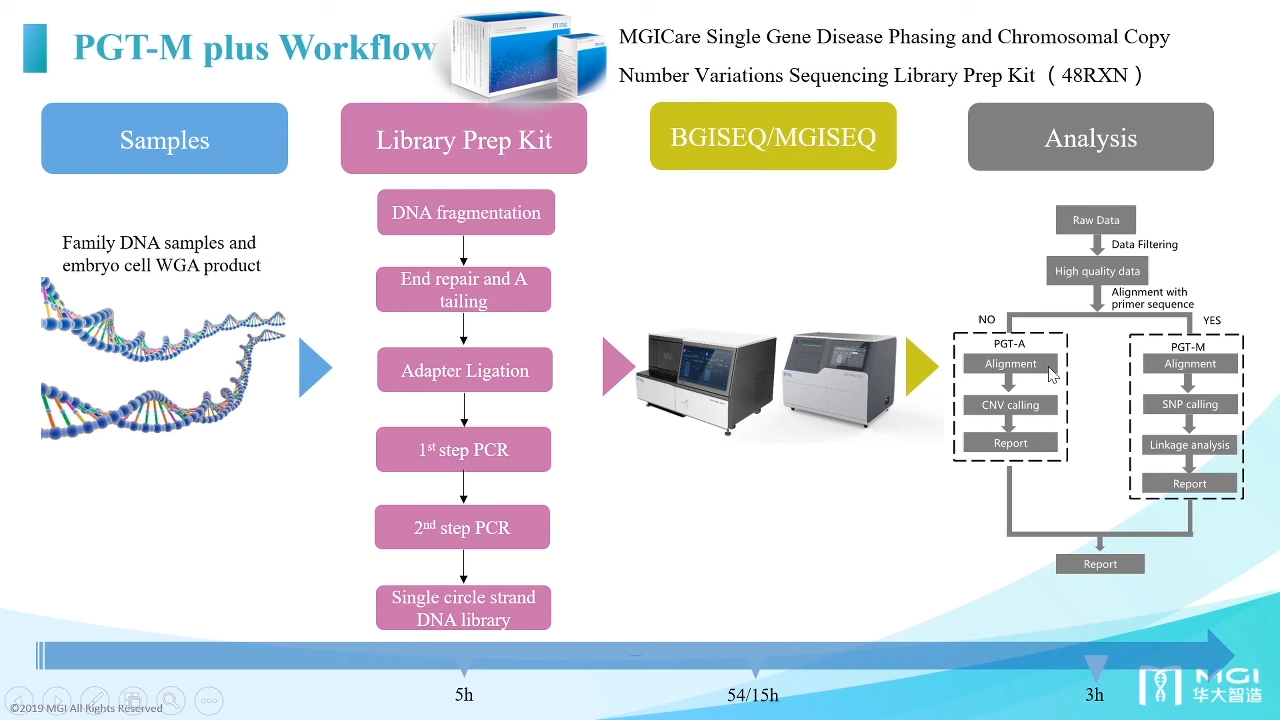 PGT-M plus Workflow
MGICare Single Gene Disease Phasing and Chromosomal Copy
Number Variations Sequencing Library Prep Kit （48RXN）
Samples
Library Prep Kit
BGISEQ/MGISEQ
Analysis
Family DNA samples and
embryo cell WGA product
DNA fragmentation
End repair and A
tailing
Adapter Ligation
1st step PCR
2nd step PCR
Single circle strand
DNA library
Raw Data
Data Filtering
High quality data
Alignment with
primer sequence
NO
YES
PGT-A
Alignment
CNV calling
Report
PGT-M
Alignment
SNP calling
Linkage analysis
Report
Report
5h
54/15h
3h
©2019 MGI All Rights Reserved
MGI
华大智造